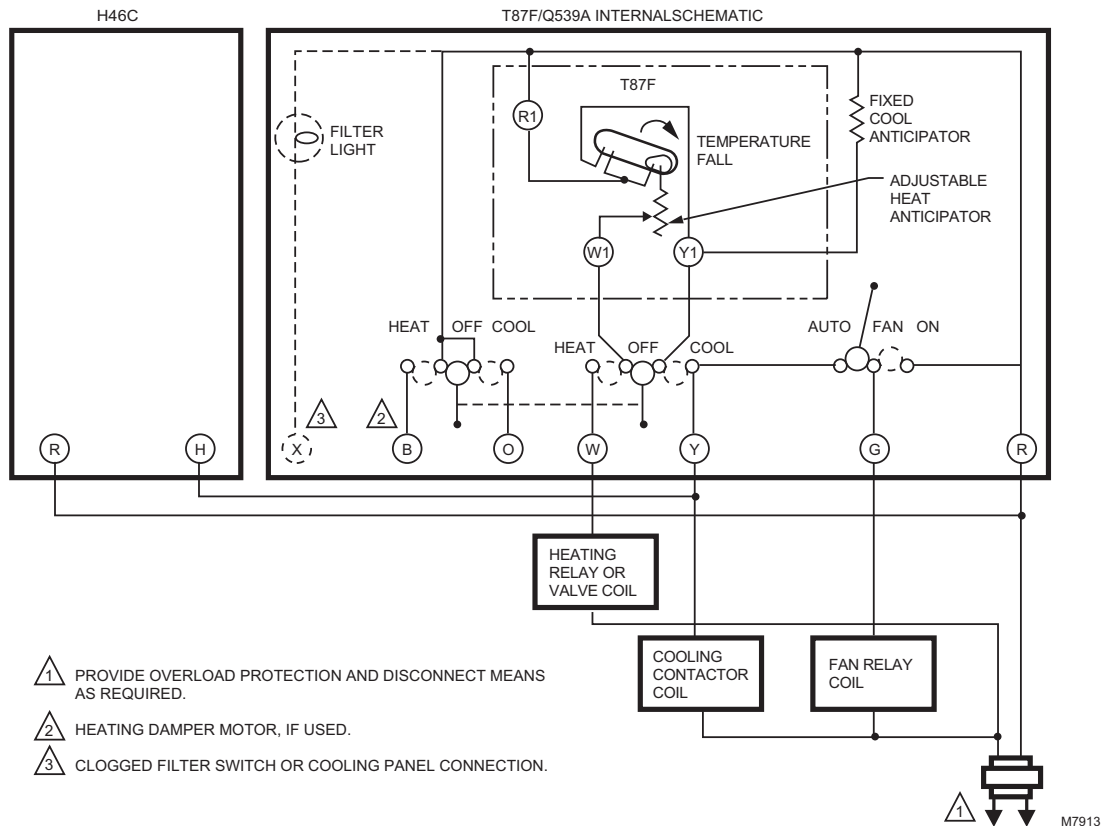 H46C
T87F/Q539A INTERNALSCHEMATIC
T87F
R1
FILTER
LIGHT
FIXED
COOL
ANTICIPATOR
TEMPERATURE
FALL
ADJUSTABLE
HEAT
ANTICIPATOR
W1
Y1
HEAT OFF COOL
HEAT OFF COOL
AUTO FAN ON
3
2
R
H
X
B
O
W
Y
G
R
HEATING
RELAY OR
VALVE COIL
COOLING
CONTACTOR
COIL
FAN RELAY
COIL
1 PROVIDE OVERLOAD PROTECTION AND DISCONNECT MEANS
AS REQUIRED.
2 HEATING DAMPER MOTOR, IF USED.
3 CLOGGED FILTER SWITCH OR COOLING PANEL CONNECTION.
1
M7913